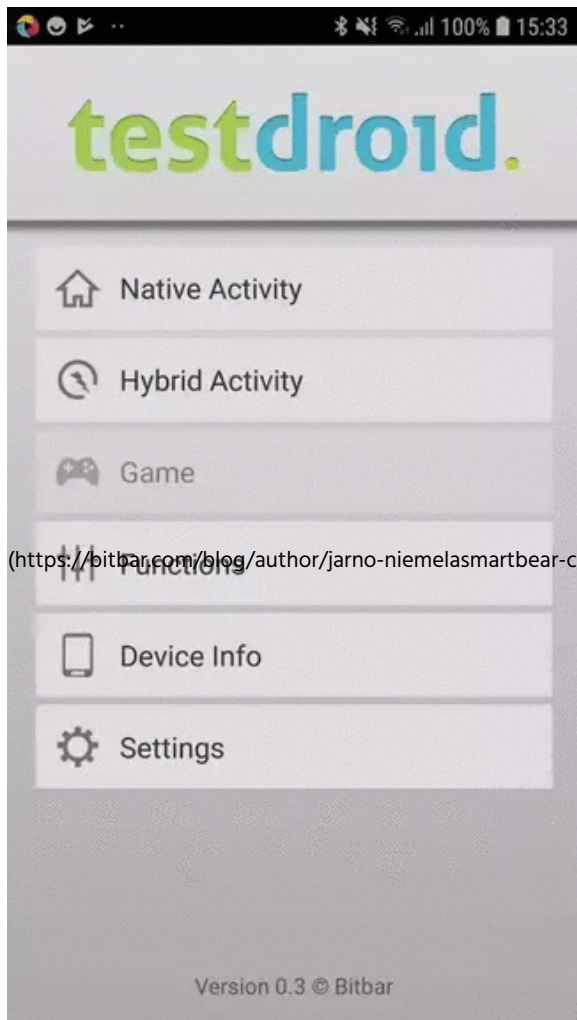 100% 15:33
testdroid.
Native Activity
Hybrid Activity
Game
Functions
(https://bitbar.com/blog/author/jarno-niemelasmartbear-c
Device Info
Settings
Version 0.3 © Bitbar